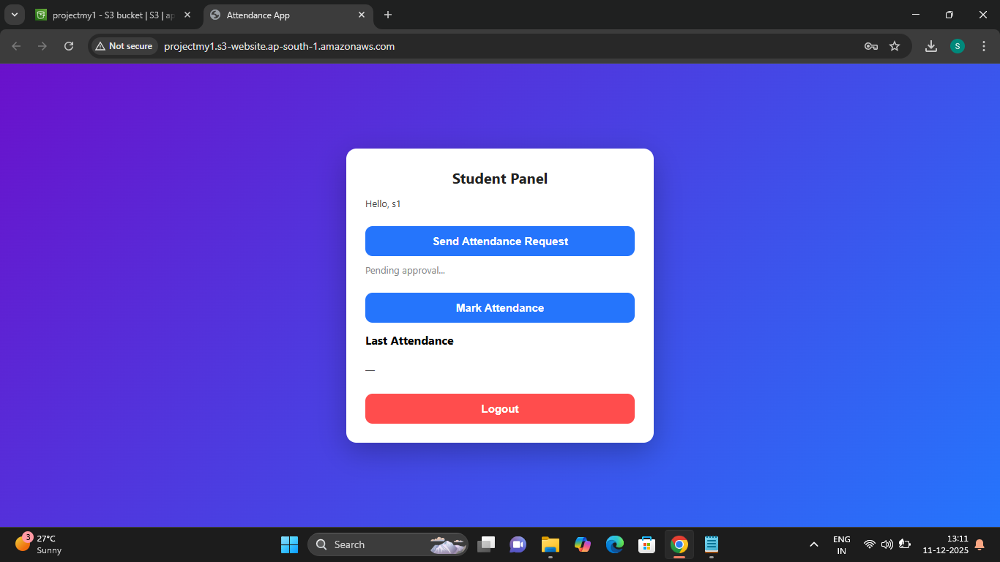 projectmy1 - S3 bucket | S3 | ap
Attendance App
Not secure
projectmy1.s3-website.ap-south-1.amazonaws.com
S
Student Panel
Hello, s1
Send Attendance Request
Pending approval...
Mark Attendance
Last Attendance
—
Logout
3
27°C
Sunny
Search
ENG
IN
13:11
11-12-2025